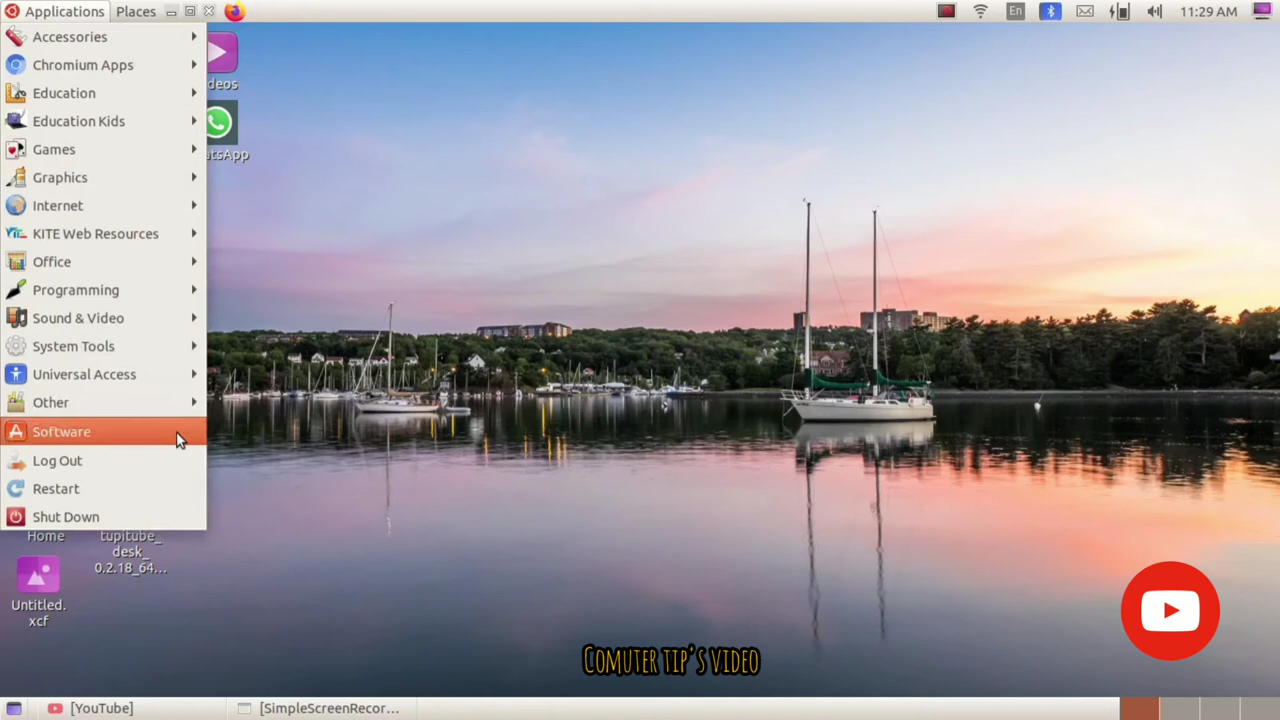 Applications Places En 11:29 AM
Accessories
Chromium Apps
Education
Education Kids
Games
Graphics
Internet
KITE Web Resources
Office
Programming
Sound & Video
System Tools
Universal Access
Other
Software
Log Out
Restart
Shut Down
deos
atsApp
Home
tupitube_
desk_
0.2.18_64...
Untitled.
xcf
Comuter tip's video
[YouTube] [SimpleScreenRecor...